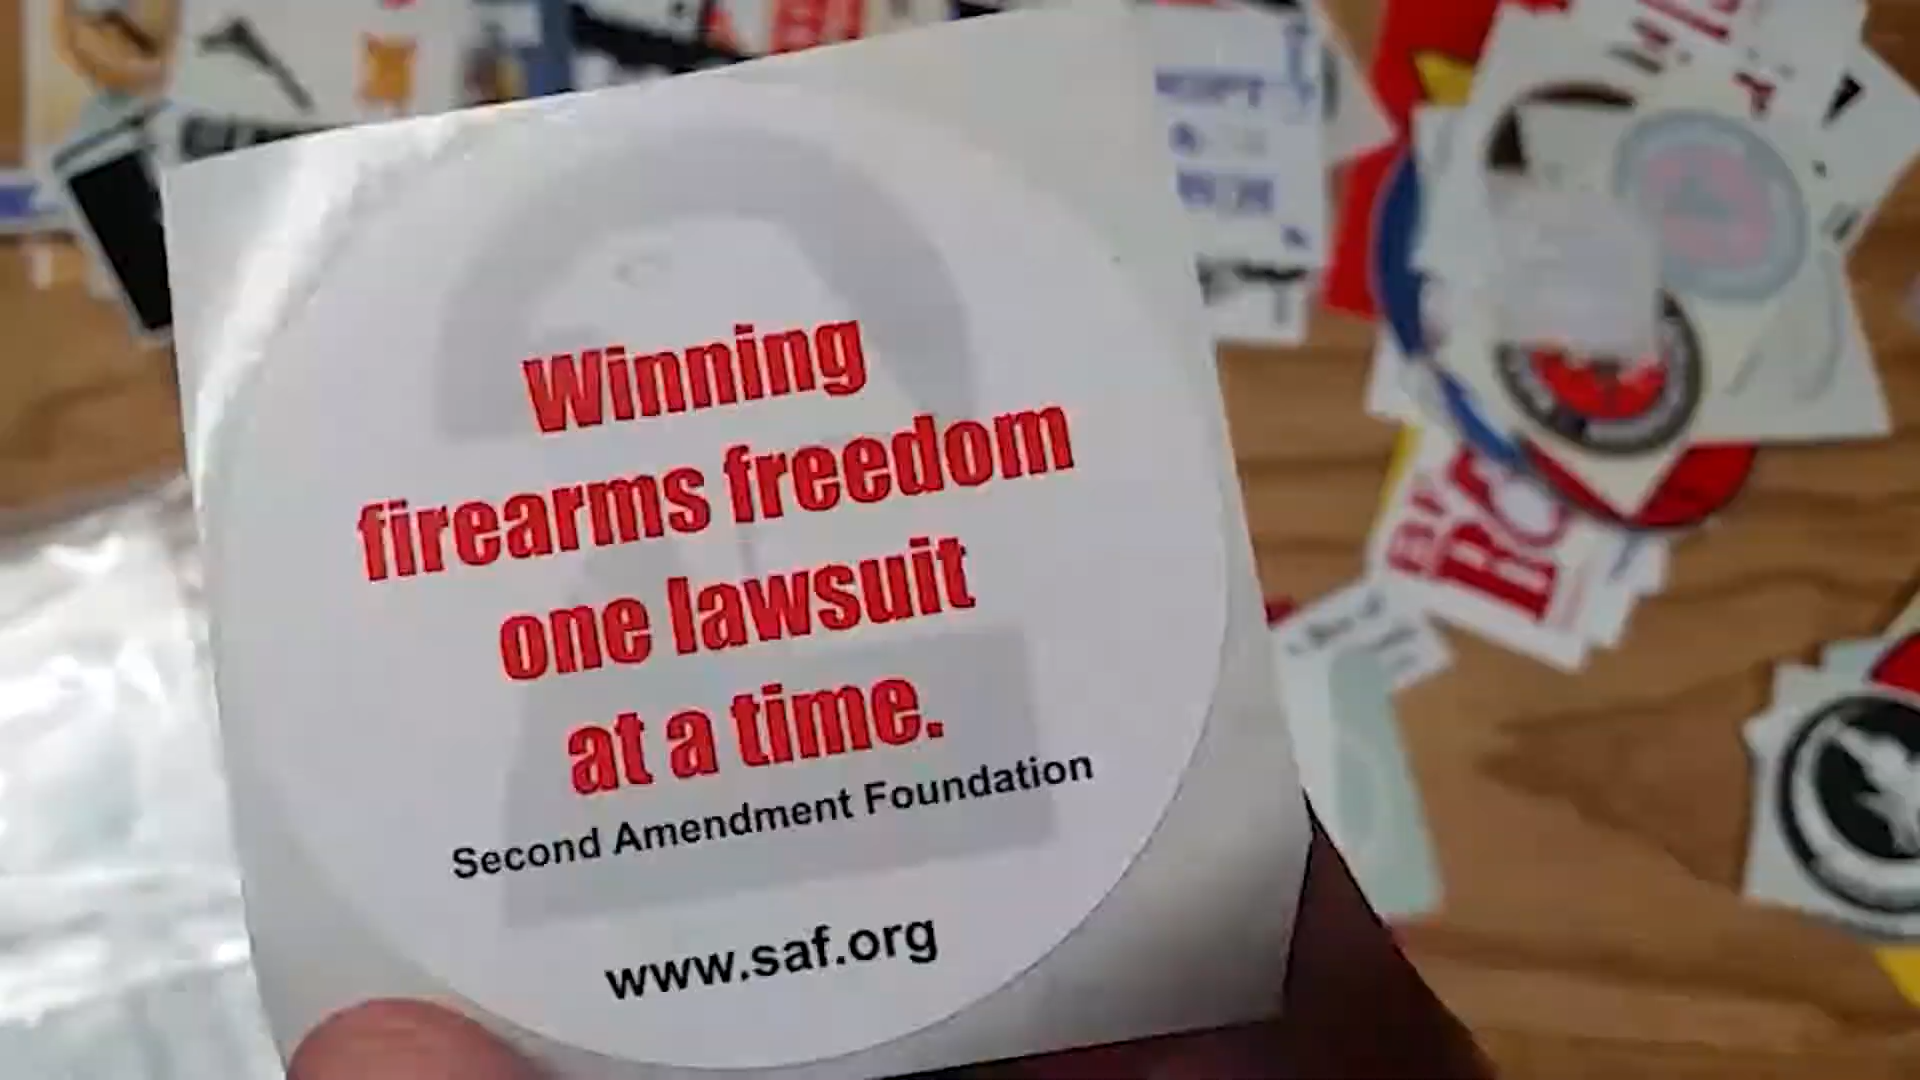 Winning
firearms freedom
one lawsuit
at a time.
Second Amendment Foundation
www.saf.org